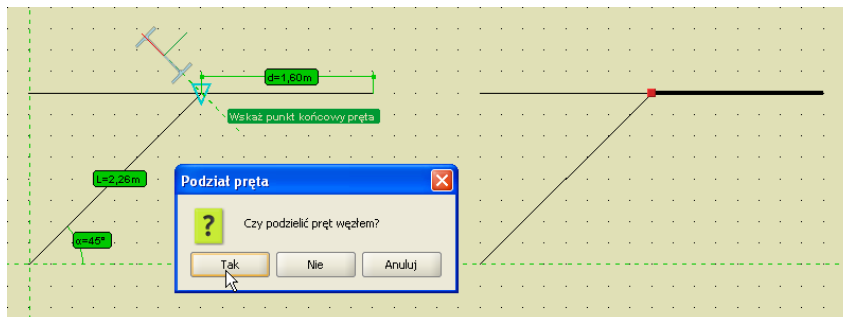 d=1,60m
Wskaż punkt końcowy pręta
L=2,26m
α=45°
Podział pręta
Czy podzielić pręt węzłem?
Tak
Nie
Anuluj